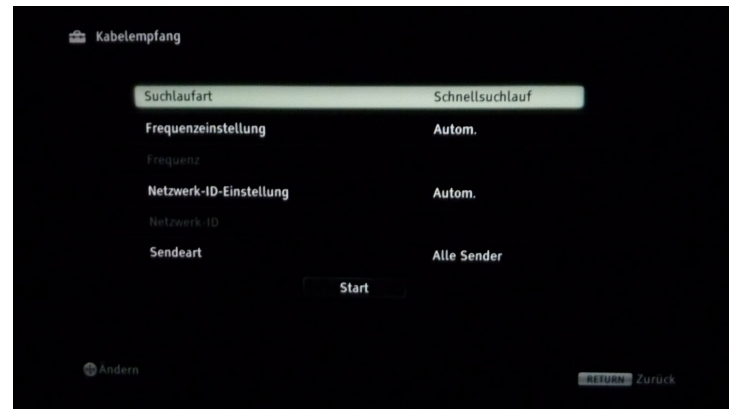 Kabelempfang
Suchlaufart Schnellsuchlauf
Frequenzeinstellung Autom.
Frequenz
Netzwerk-ID-Einstellung Autom.
Netzwerk-ID
Sendeart Alle Sender
Start
Ändern
RETURN Zurück